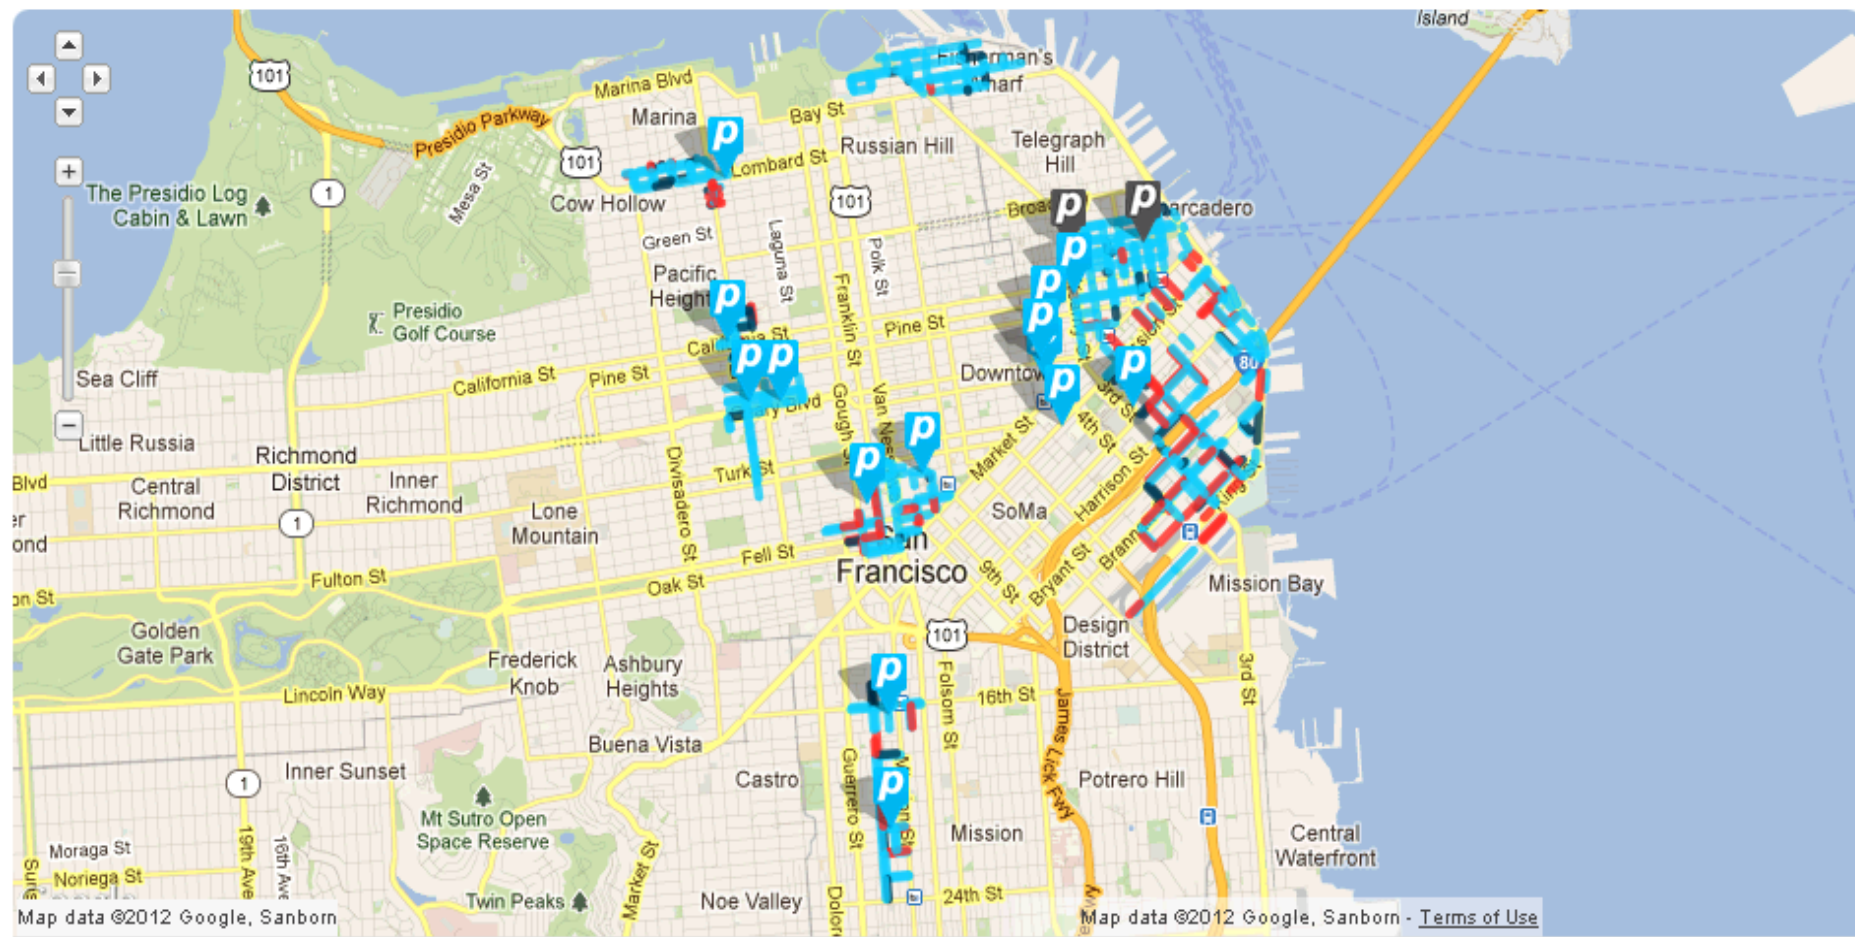 Island
101
Marina Blvd
Fisherman's
Wharf
Marina
P
Bay St
Presidio Parkway
Russian Hill
Telegraph
Hill
101
Lombard St
Mesa St
+
The Presidio Log
Cabin & Lawn
1
Cow Hollow
101
P
P
Green St
Laguna St
Polk St
P
Pacific
P
P
Franklin St
Presidio
Golf Course
P
Pine St
California St
P
P
P
80
Sea Cliff
California St
Pine St
Downtown
P
3rd St
−
Gough St
Van Ness
4th St
Little Russia
P
Market St
Richmond
District
P
Divisadero St
Turk St
Harrison St
Blvd
Central
Richmond
Inner
Richmond
King St
1
Lone
Mountain
SoMa
San
Francisco
Fell St
Brann
Fulton St
Oak St
9th St
Bryant St
Mission Bay
on St
Golden
Gate Park
101
Design
District
Frederick
Knob
Ashbury
Heights
P
Folsom St
3rd St
Lincoln Way
16th St
James Lick Fwy
Buena Vista
Guerrero St
Inner Sunset
Castro
Potrero Hill
1
P
Mt Sutro Open
Space Reserve
Mission
Central
Waterfront
Moraga St
19th Ave
16th Ave
Market St
Noriega St
Twin Peaks
Noe Valley
24th St
Map data ©2012 Google, Sanborn
Map data ©2012 Google, Sanborn - Terms of Use